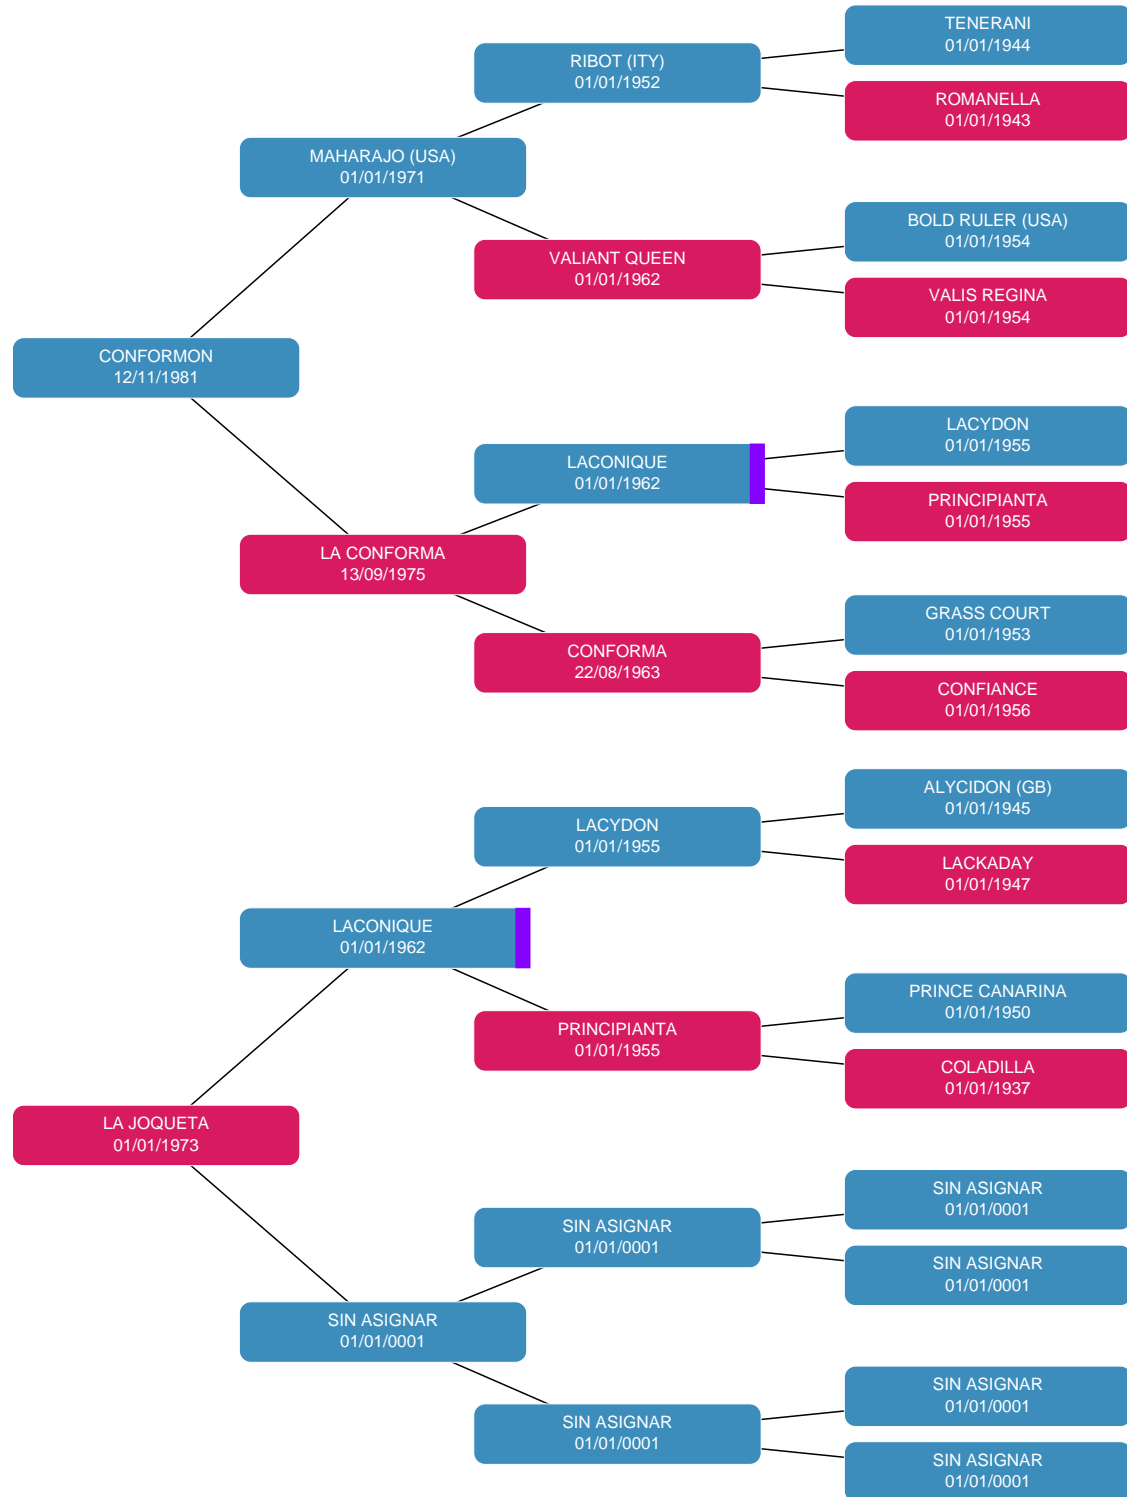 TENERANI
01/01/1944
RIBOT (ITY)
01/01/1952
ROMANELLA
01/01/1943
MAHARAJO (USA)
01/01/1971
BOLD RULER (USA)
01/01/1954
VALIANT QUEEN
01/01/1962
VALIS REGINA
01/01/1954
CONFORMON
12/11/1981
LACYDON
01/01/1955
LACONIQUE
01/01/1962
PRINCIPIANTA
01/01/1955
LA CONFORMA
13/09/1975
GRASS COURT
01/01/1953
CONFORMA
22/08/1963
CONFIANCE
01/01/1956
ALYCIDON (GB)
01/01/1945
LACYDON
01/01/1955
LACKADAY
01/01/1947
LACONIQUE
01/01/1962
PRINCE CANARINA
01/01/1950
PRINCIPIANTA
01/01/1955
COLADILLA
01/01/1937
LA JOQUETA
01/01/1973
SIN ASIGNAR
01/01/0001
SIN ASIGNAR
01/01/0001
SIN ASIGNAR
01/01/0001
SIN ASIGNAR
01/01/0001
SIN ASIGNAR
01/01/0001
SIN ASIGNAR
01/01/0001
SIN ASIGNAR
01/01/0001